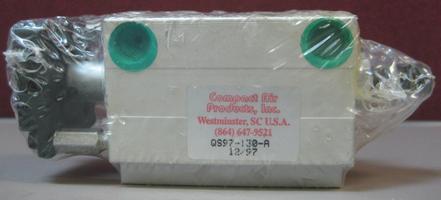 Compact Air
Products, Inc.
Westminster, SC U.S.A.
(864) 647-9521
QS97-130-A
12/97